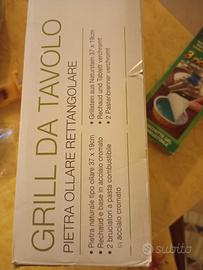 GRILL DA TAVOLO
PIETRA OLLARE RETTANGOLARE
• Grillstein aus Naturstein 37 x 19cm
• Rechaud und Tablett verchromt
• 2 Pastenbrenner verchromt
• Pietra naturale tipo ollare 37 x 19cm
• Rechaud e base in acciaio cromato
• 2 bruciatori a pasta combustibile
in acciaio cromato
subito